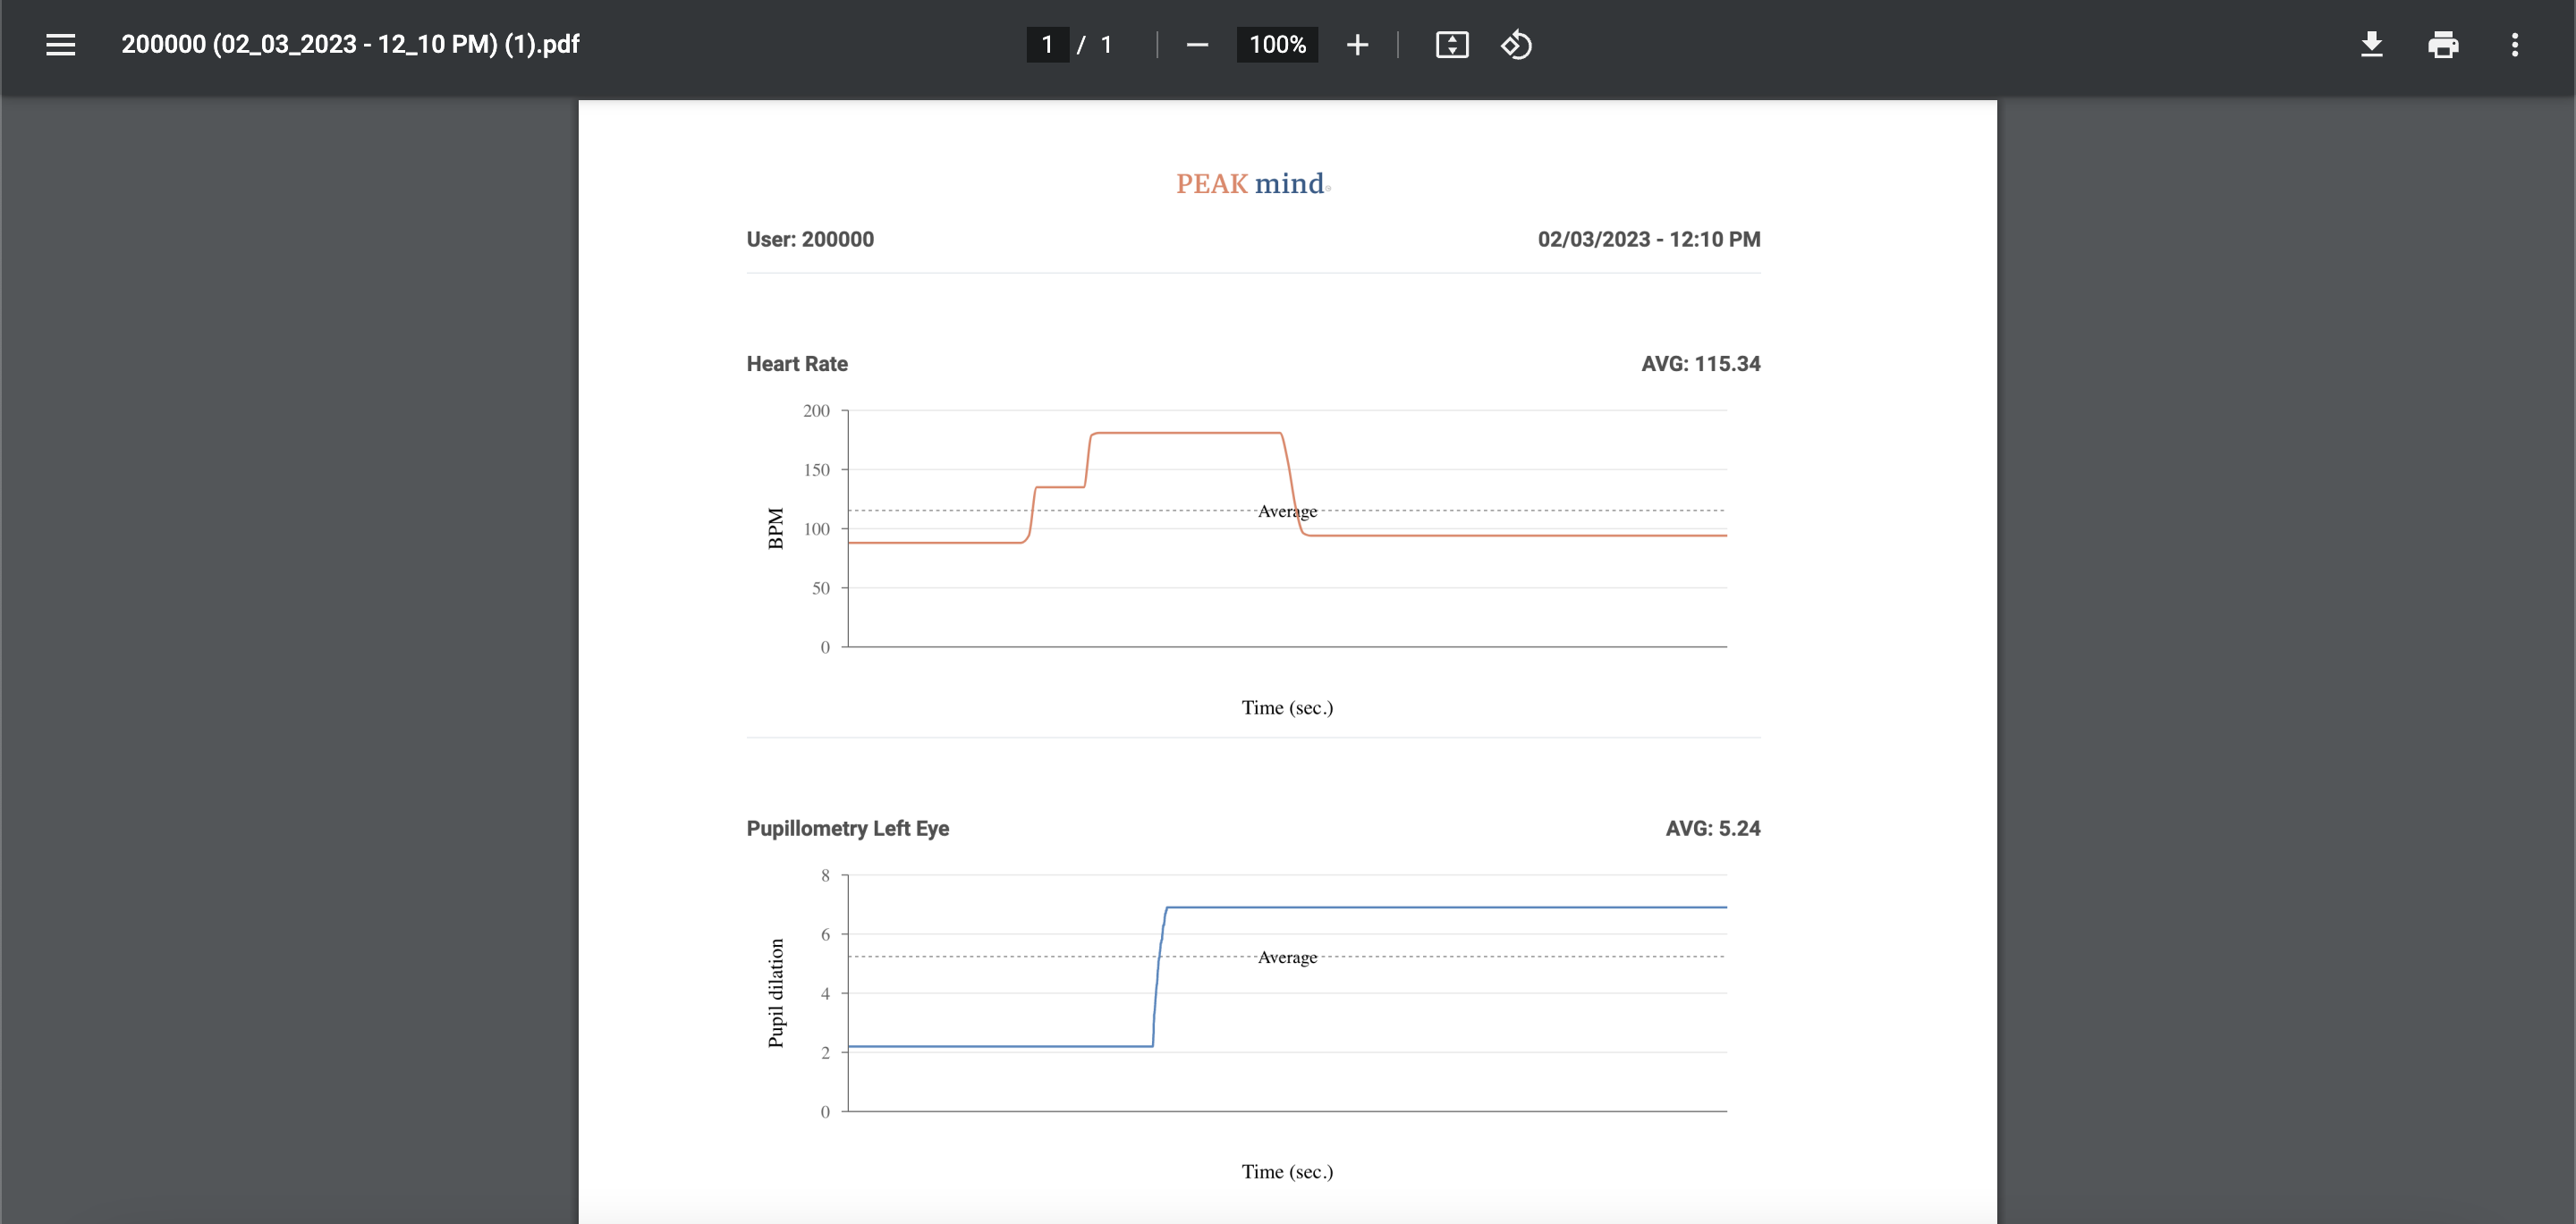 200000 (02_03_2023 - 12_10 PM) (1).pdf
1 / 1
100%
PEAK mind
User: 200000
02/03/2023 - 12:10 PM
Heart Rate
AVG: 115.34
200
150
100
50
0
BPM
Average
Time (sec.)
Pupillometry Left Eye
AVG: 5.24
8
6
4
2
0
Pupil dilation
Average
Time (sec.)